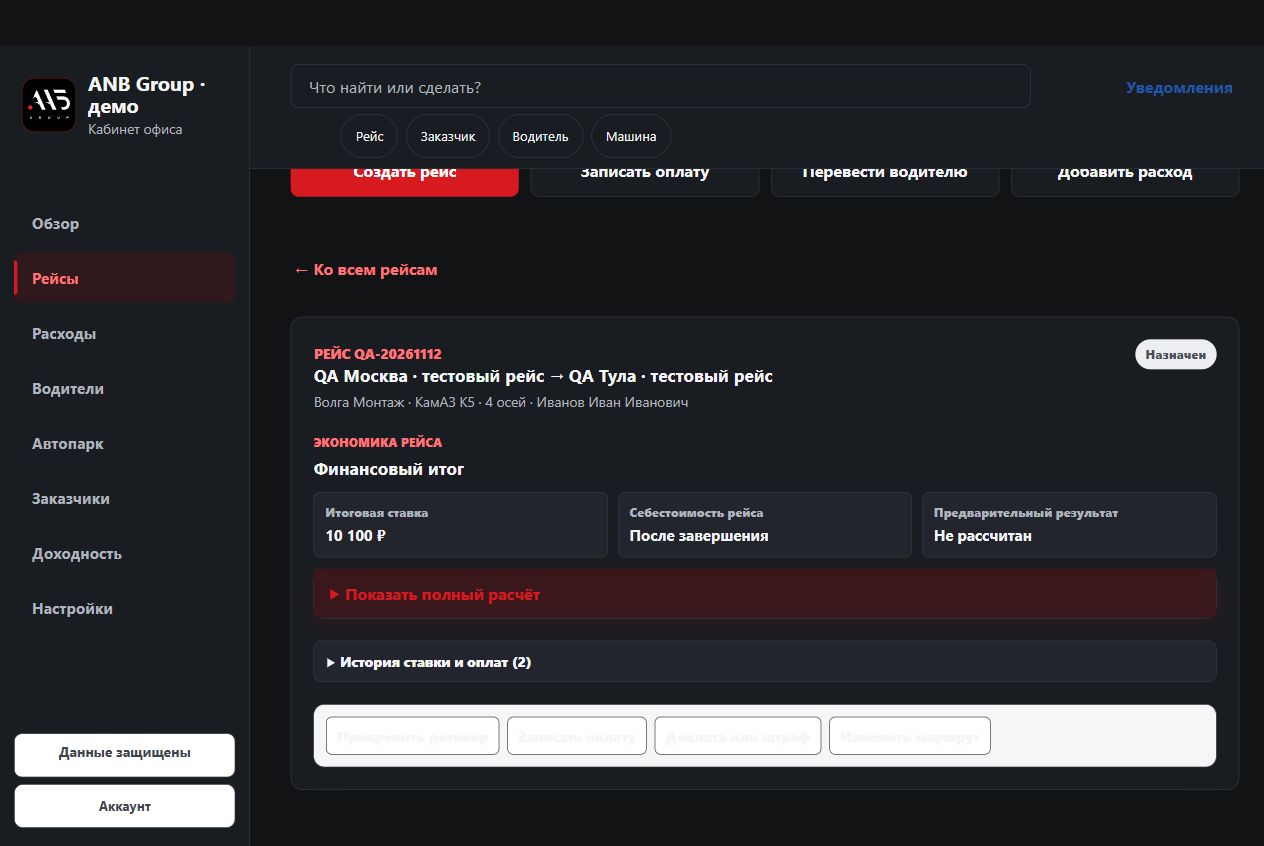 ANB Group ·
демо
Кабинет офиса
Что найти или сделать?
Уведомления
Рейс
Заказчик
Водитель
Машина
Создать рейс
Записать оплату
Перевести водителю
Добавить расход
Обзор
Рейсы
Расходы
Водители
Автопарк
Заказчики
Доходность
Настройки
Данные защищены
Аккаунт
← Ко всем рейсам
РЕЙС QA-20261112
Назначен
QA Москва · тестовый рейс → QA Тула · тестовый рейс
Волга Монтаж · КамАЗ К5 · 4 осей · Иванов Иван Иванович
ЭКОНОМИКА РЕЙСА
Финансовый итог
Итоговая ставка
10 100 ₽
Себестоимость рейса
После завершения
Предварительный результат
Не рассчитан
▶ Показать полный расчёт
▶ История ставки и оплат (2)
Прикрепить договор
Записать оплату
Доплата или штраф
Изменить маршрут